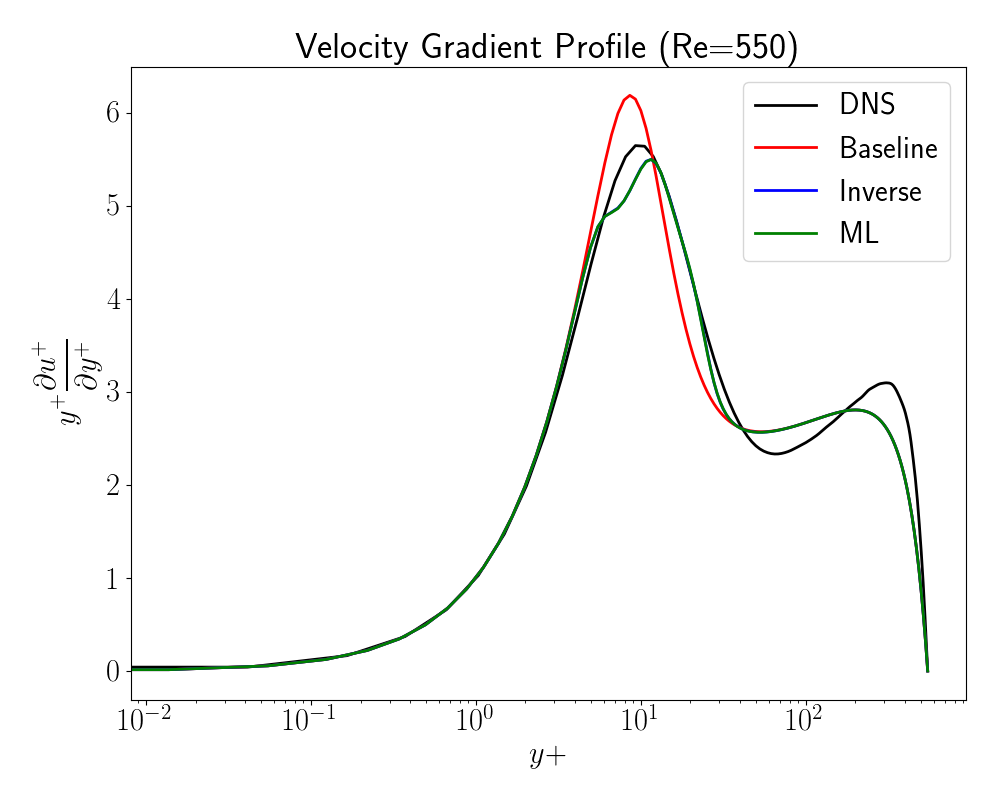 Velocity Gradient Profile (Re=550)
DNS
Baseline
Inverse
ML
6
5
4
3
2
1
0
y⁺ ∂u⁺/∂y⁺
10⁻² 10⁻¹ 10⁰ 10¹ 10²
y+